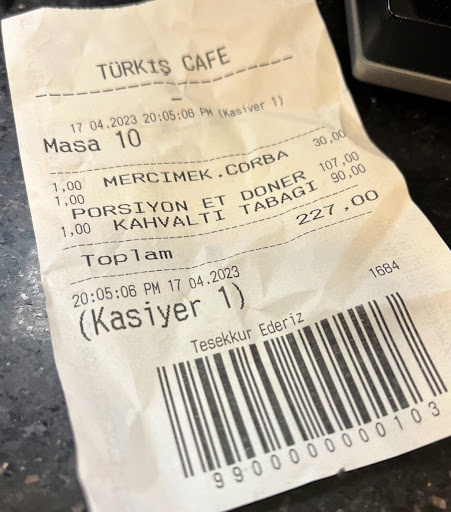 TÜRKİŞ CAFE
17 04.2023 20:05:06 PM (Kasiyer 1)
Masa 10
1,00 MERCIMEK.CORBA 30,00
1,00 PORSIYON ET DONER 107,00
1,00 KAHVALTI TABAGI 90,00
Toplam 227,00
20:05:06 PM 17 04.2023
(Kasiyer 1) 1684
Tesekkur Ederiz
9900000000103